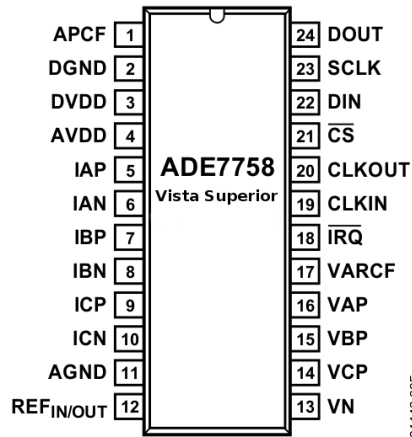 APCF 1
DGND 2
DVDD 3
AVDD 4
IAP 5
IAN 6
IBP 7
IBN 8
ICP 9
ICN 10
AGND 11
REFIN/OUT 12
ADE7758
Vista Superior
24 DOUT
23 SCLK
22 DIN
21 CS
20 CLKOUT
19 CLKIN
18 IRQ
17 VARCF
16 VAP
15 VBP
14 VCP
13 VN